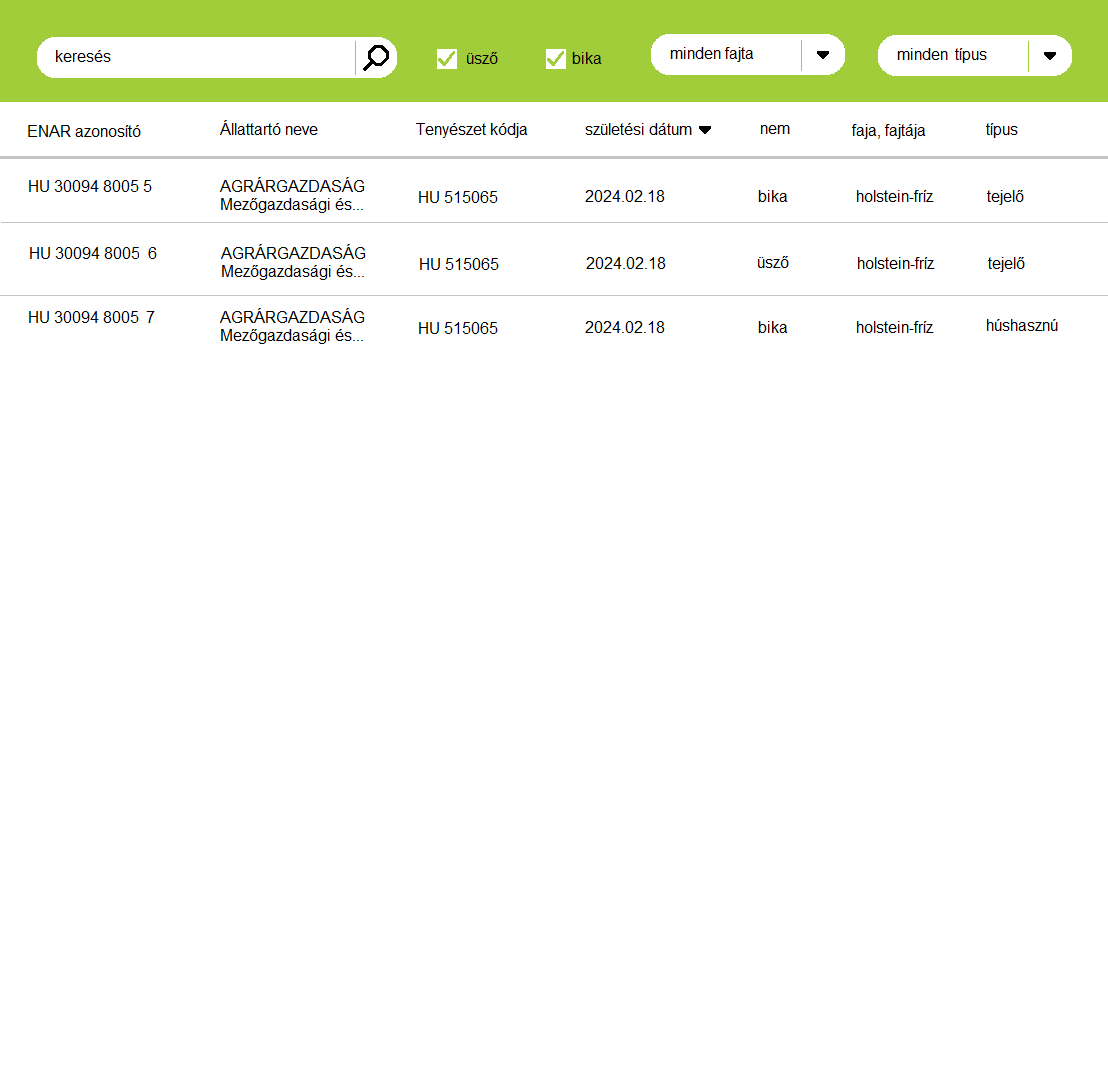 keresés üsző bika minden fajta minden típus
ENAR azonosító Állattartó neve Tenyészet kódja születési dátum nem faja, fajtája típus
HU 30094 8005 5 AGRÁRGAZDASÁG
Mezőgazdasági és... HU 515065 2024.02.18 bika holstein-fríz tejelő
HU 30094 8005 6 AGRÁRGAZDASÁG
Mezőgazdasági és... HU 515065 2024.02.18 üsző holstein-fríz tejelő
HU 30094 8005 7 AGRÁRGAZDASÁG
Mezőgazdasági és... HU 515065 2024.02.18 bika holstein-fríz húshasznú